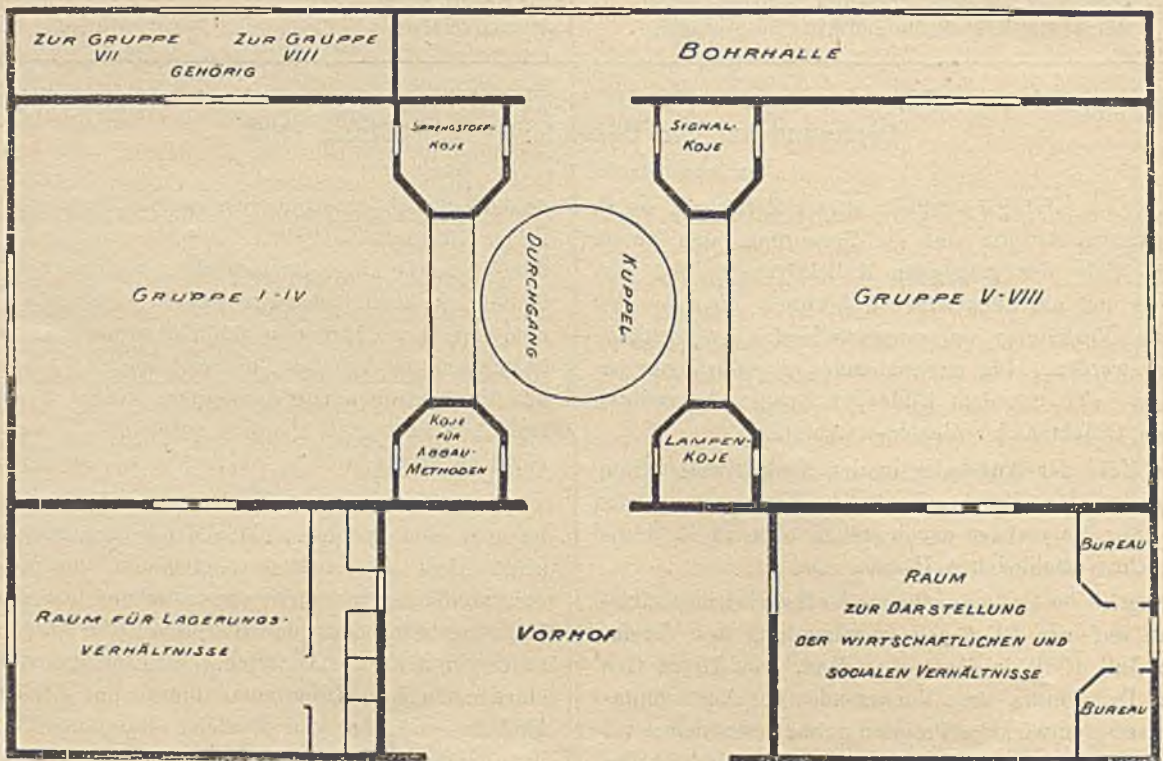 ZUR GRUPPE
VII
ZUR GRUPPE
VIII
GEHÖRIG
BOHRHALLE
SPRENGSTOFF-
KOJE
SIGNAL-
KOJE
GRUPPE I-IV
DURCHGANG
KUPPEL
GRUPPE V-VIII
KOJE
FÜR
ABBAU-
METHODEN
LAMPEN-
KOJE
RAUM FÜR LAGERUNGS-
VERHÄLTNISSE
VORHOF
RAUM
ZUR DARSTELLUNG
DER WIRTSCHAFTLICHEN UND
SOCIALEN VERHÄLTNISSE
BUREAU
BUREAU